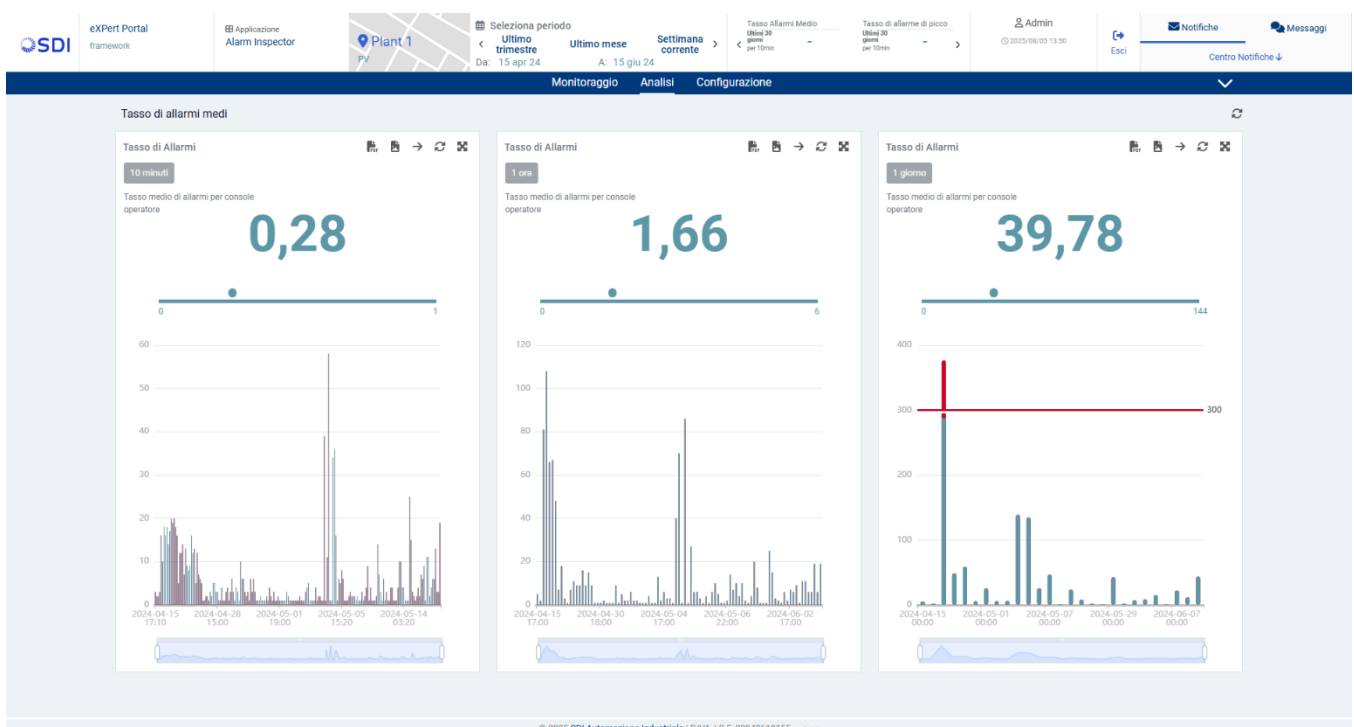 SDI
eXPert Portal
framework
Applicazione
Alarm Inspector
Plant 1
PV
Seleziona periodo
Ultimo trimestre
Ultimo mese
Settimana corrente
Da: 15 apr 24
A: 15 giu 24
Tasso Allarmi Medio
Ultimi 30 giorni
per 10min
-
Tasso di allarme di picco
Ultimi 30 giorni
per 10min
-
Admin
2025/08/05 13:50
Esci
Notifiche
Messaggi
Centro Notifiche
Monitoraggio Analisi Configurazione
Tasso di allarmi medi
Tasso di Allarmi
PDF
10 minuti
Tasso medio di allarmi per console
operatore
0,28
0 1
60
50
40
30
20
10
0
2024-04-15 2024-04-28 2024-05-01 2024-05-05 2024-05-14
17:10 15:00 19:00 15:20 03:20
Tasso di Allarmi
PDF
1 ora
Tasso medio di allarmi per console
operatore
1,66
0 6
120
100
80
60
40
20
0
2024-04-15 2024-04-30 2024-05-04 2024-05-06 2024-06-02
17:00 18:00 17:00 22:00 17:00
Tasso di Allarmi
PDF
1 giorno
Tasso medio di allarmi per console
operatore
39,78
0 144
400
300 300
200
100
0
2024-04-15 2024-05-01 2024-05-07 2024-05-29 2024-06-07
00:00 00:00 00:00 00:00 00:00